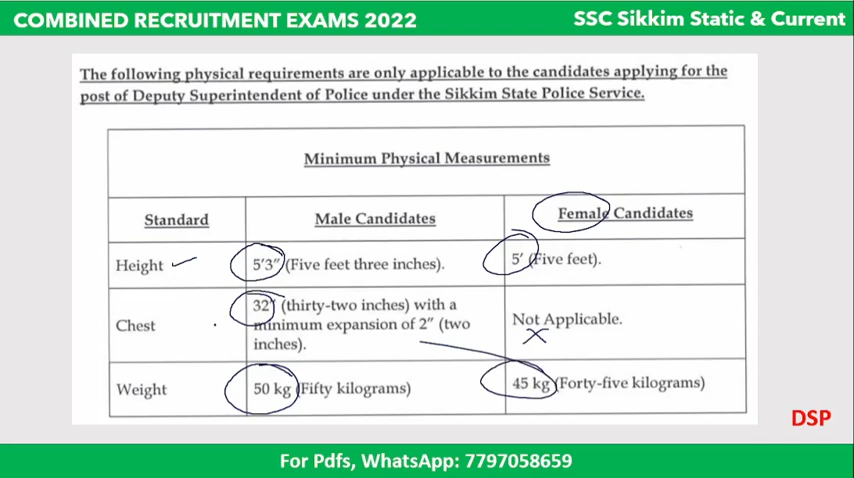 COMBINED RECRUITMENT EXAMS 2022
SSC Sikkim Static & Current
The following physical requirements are only applicable to the candidates applying for the
post of Deputy Superintendent of Police under the Sikkim State Police Service.
Minimum Physical Measurements
Standard
Male Candidates
Female Candidates
Height
5'3" (Five feet three inches).
5' (Five feet).
Chest
32" (thirty-two inches) with a
minimum expansion of 2" (two
inches).
Not Applicable.
Weight
50 kg (Fifty kilograms)
45 kg (Forty-five kilograms)
DSP
For Pdfs, WhatsApp: 7797058659